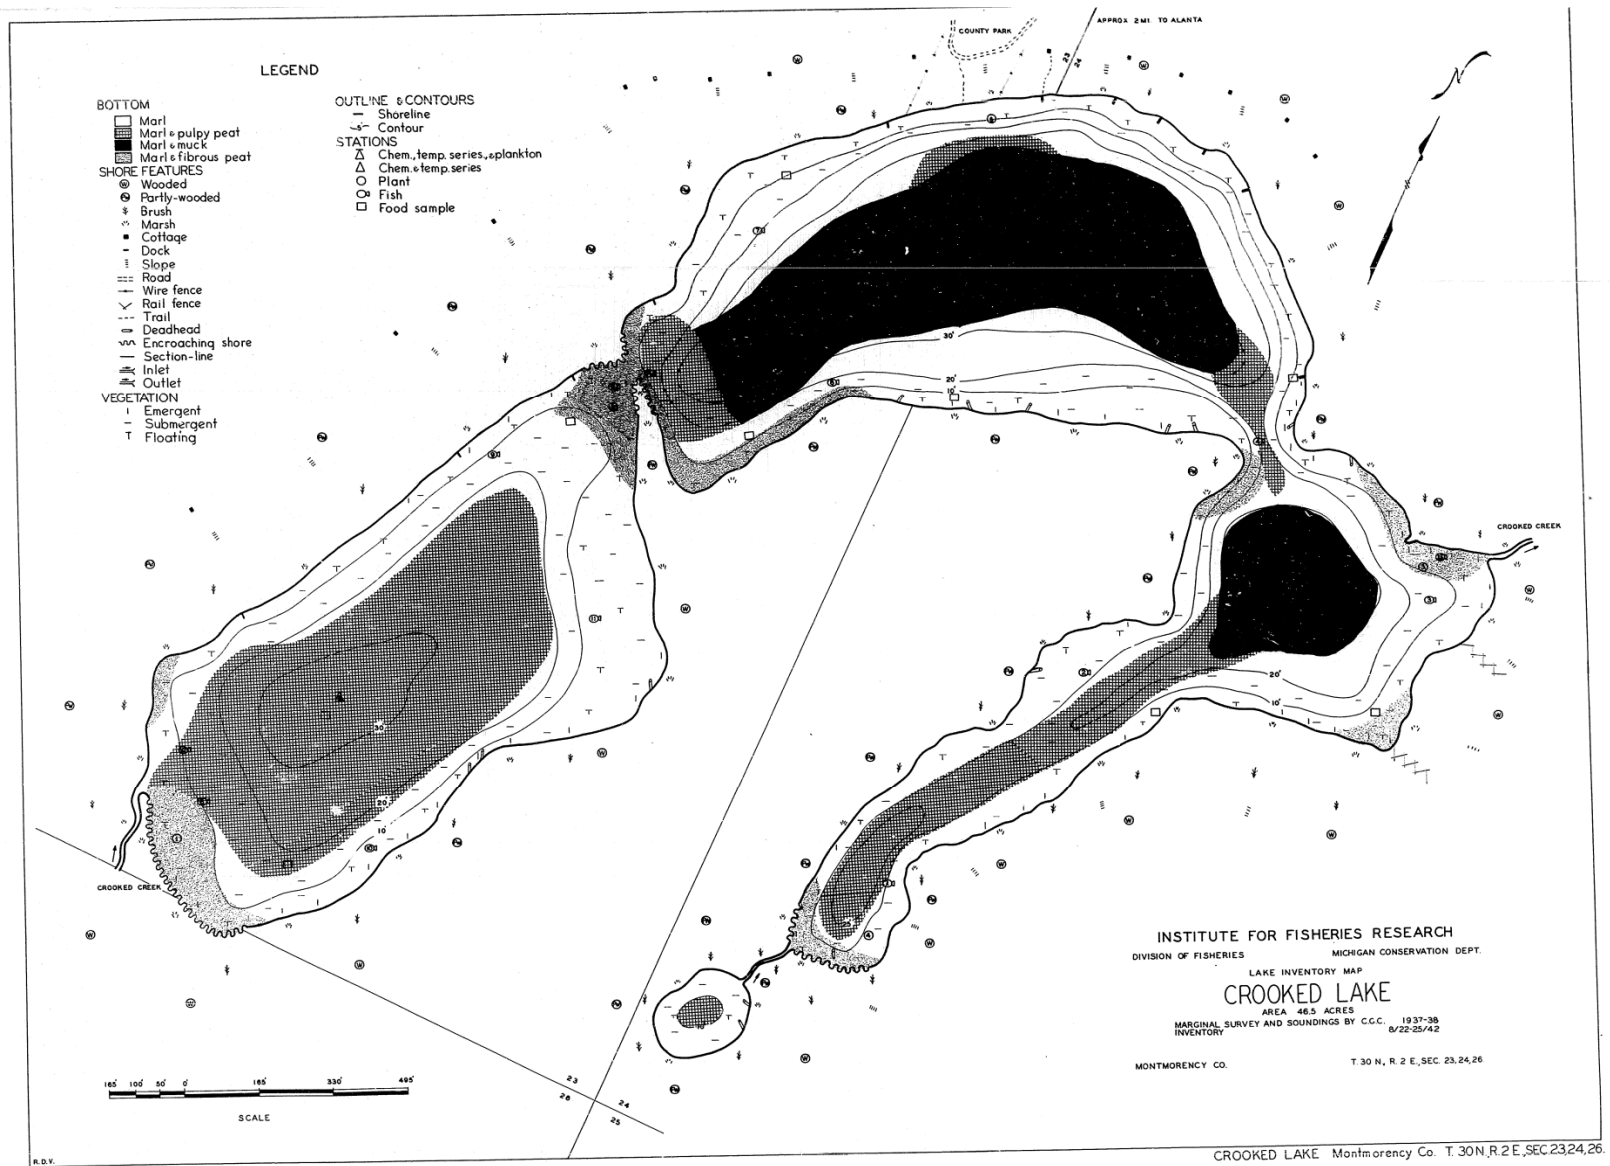 COUNTY PARK
APPROX 2 MI. TO ALANTA
23
24
N
LEGEND
BOTTOM
Marl
Marl & pulpy peat
Marl & muck
Marl & fibrous peat
SHORE FEATURES
Wooded
Partly-wooded
Brush
Marsh
Cottage
Dock
Slope
Road
Wire fence
Rail fence
Trail
Deadhead
Encroaching shore
Section-line
Inlet
Outlet
VEGETATION
Emergent
Submergent
Floating
OUTLINE & CONTOURS
Shoreline
Contour
STATIONS
Chem., temp. series, & plankton
Chem. & temp. series
Plant
Fish
Food sample
30'
20'
10'
CROOKED CREEK
20'
10'
30'
20'
10'
25'
10'
CROOKED CREEK
23
24
26
25
165' 100' 50' 0' 165' 330' 495'
SCALE
INSTITUTE FOR FISHERIES RESEARCH
DIVISION OF FISHERIES MICHIGAN CONSERVATION DEPT.
LAKE INVENTORY MAP
CROOKED LAKE
AREA 46.5 ACRES
MARGINAL SURVEY AND SOUNDINGS BY C.C.C. 1937-38
INVENTORY 8/22-25/42
MONTMORENCY CO. T. 30 N., R. 2 E., SEC. 23, 24, 26
R.D.V.
CROOKED LAKE Montmorency Co. T. 30 N. R. 2 E., SEC. 23, 24, 26.